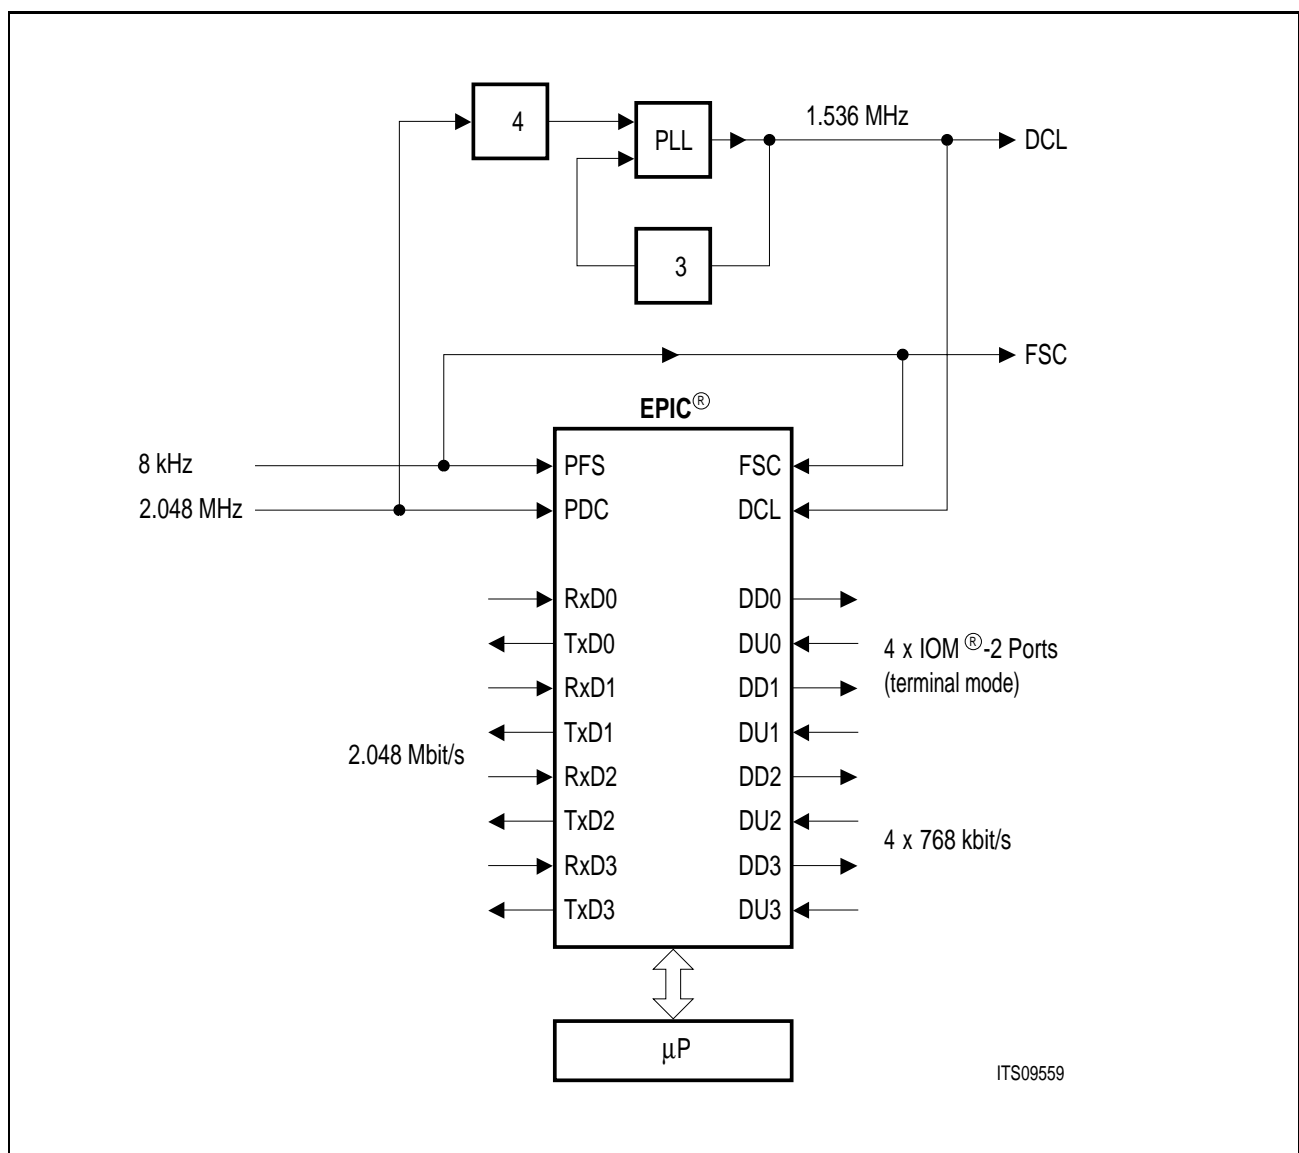 4
PLL
1.536 MHz
DCL
3
FSC
EPIC®
8 kHz
PFS
FSC
2.048 MHz
PDC
DCL
RxD0
DD0
TxD0
DU0
4 x IOM®-2 Ports
(terminal mode)
RxD1
DD1
TxD1
DU1
2.048 Mbit/s
RxD2
DD2
TxD2
DU2
4 x 768 kbit/s
RxD3
DD3
TxD3
DU3
μP
ITS09559